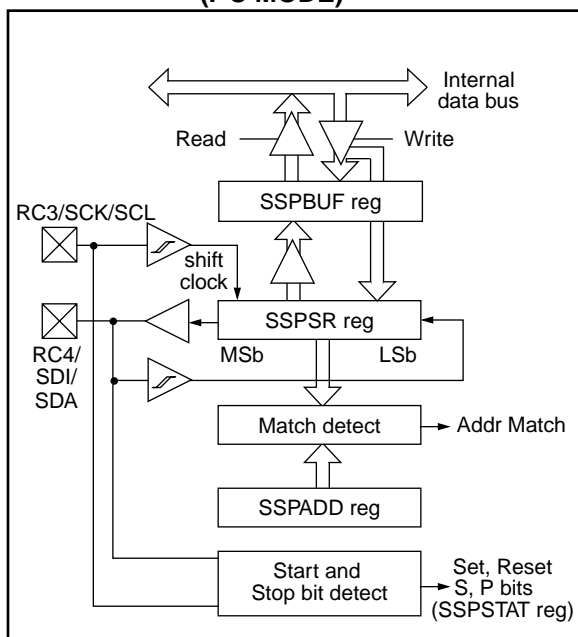 (I²C MODE)
Internal
data bus
Read
Write
SSPBUF reg
RC3/SCK/SCL
shift
clock
SSPSR reg
MSb
LSb
RC4/
SDI/
SDA
Match detect
Addr Match
SSPADD reg
Start and
Stop bit detect
Set, Reset
S, P bits
(SSPSTAT reg)